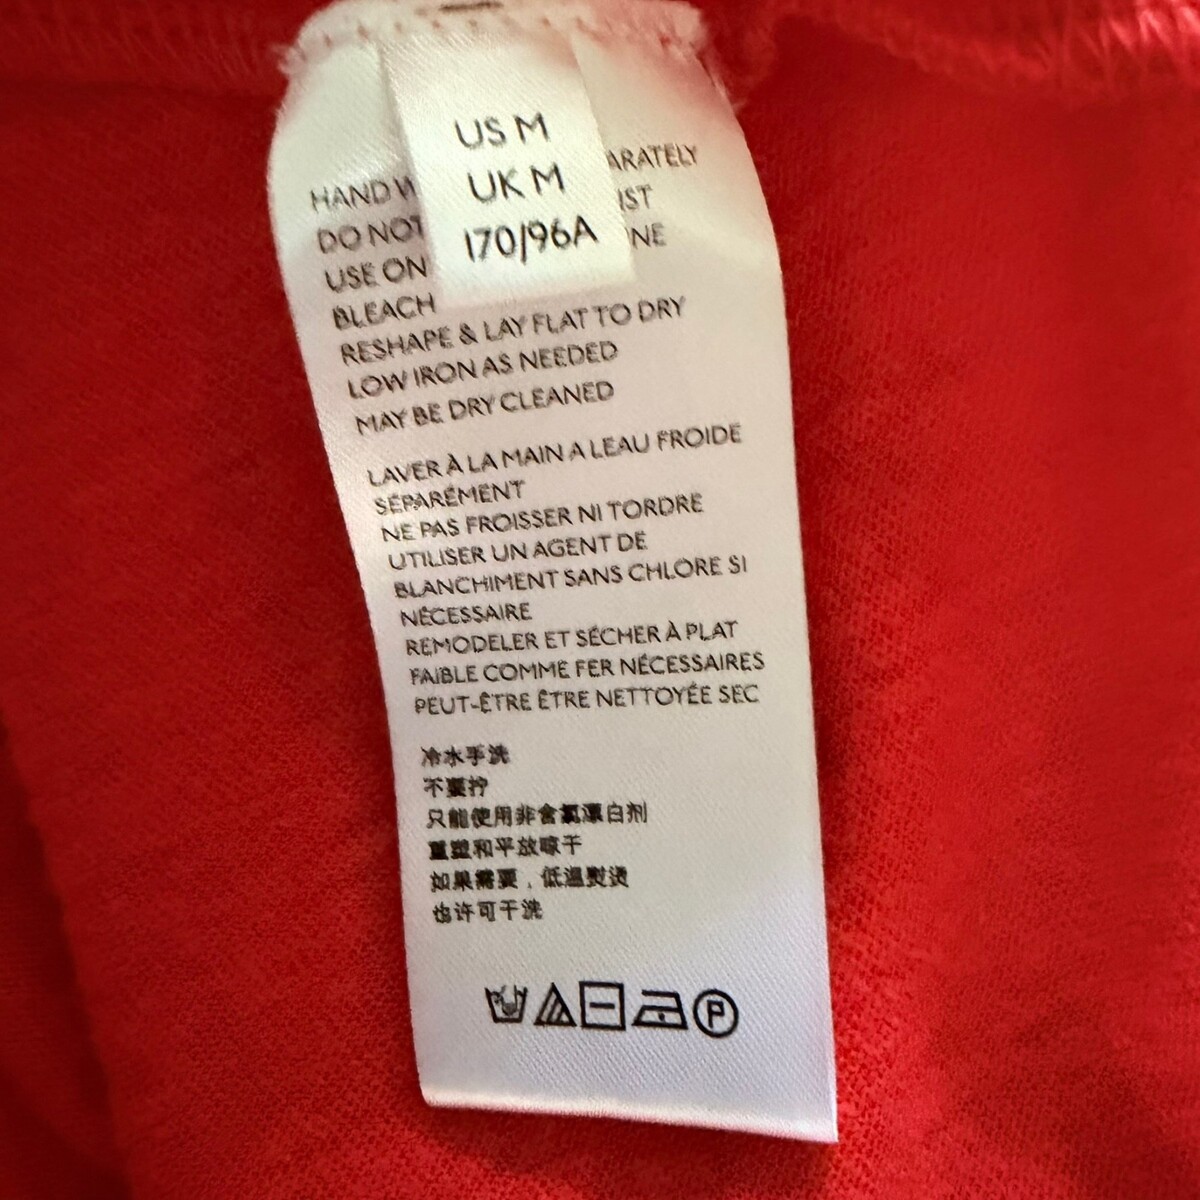 US M
UK M
170/96A
HAND W ARATELY
DO NOT IST
USE ON NE
BLEACH
RESHAPE & LAY FLAT TO DRY
LOW IRON AS NEEDED
MAY BE DRY CLEANED
LAVER À LA MAIN A LEAU FROIDE
SÉPARÉMENT
NE PAS FROISSER NI TORDRE
UTILISER UN AGENT DE
BLANCHIMENT SANS CHLORE SI
NÉCESSAIRE
REMODELER ET SÉCHER À PLAT
FAIBLE COMME FER NÉCESSAIRES
PEUT-ÊTRE ÊTRE NETTOYÉE SEC
冷水手洗
不要拧
只能使用非含氯漂白剂
重塑和平放晾干
如果需要，低温熨烫
也许可干洗
P